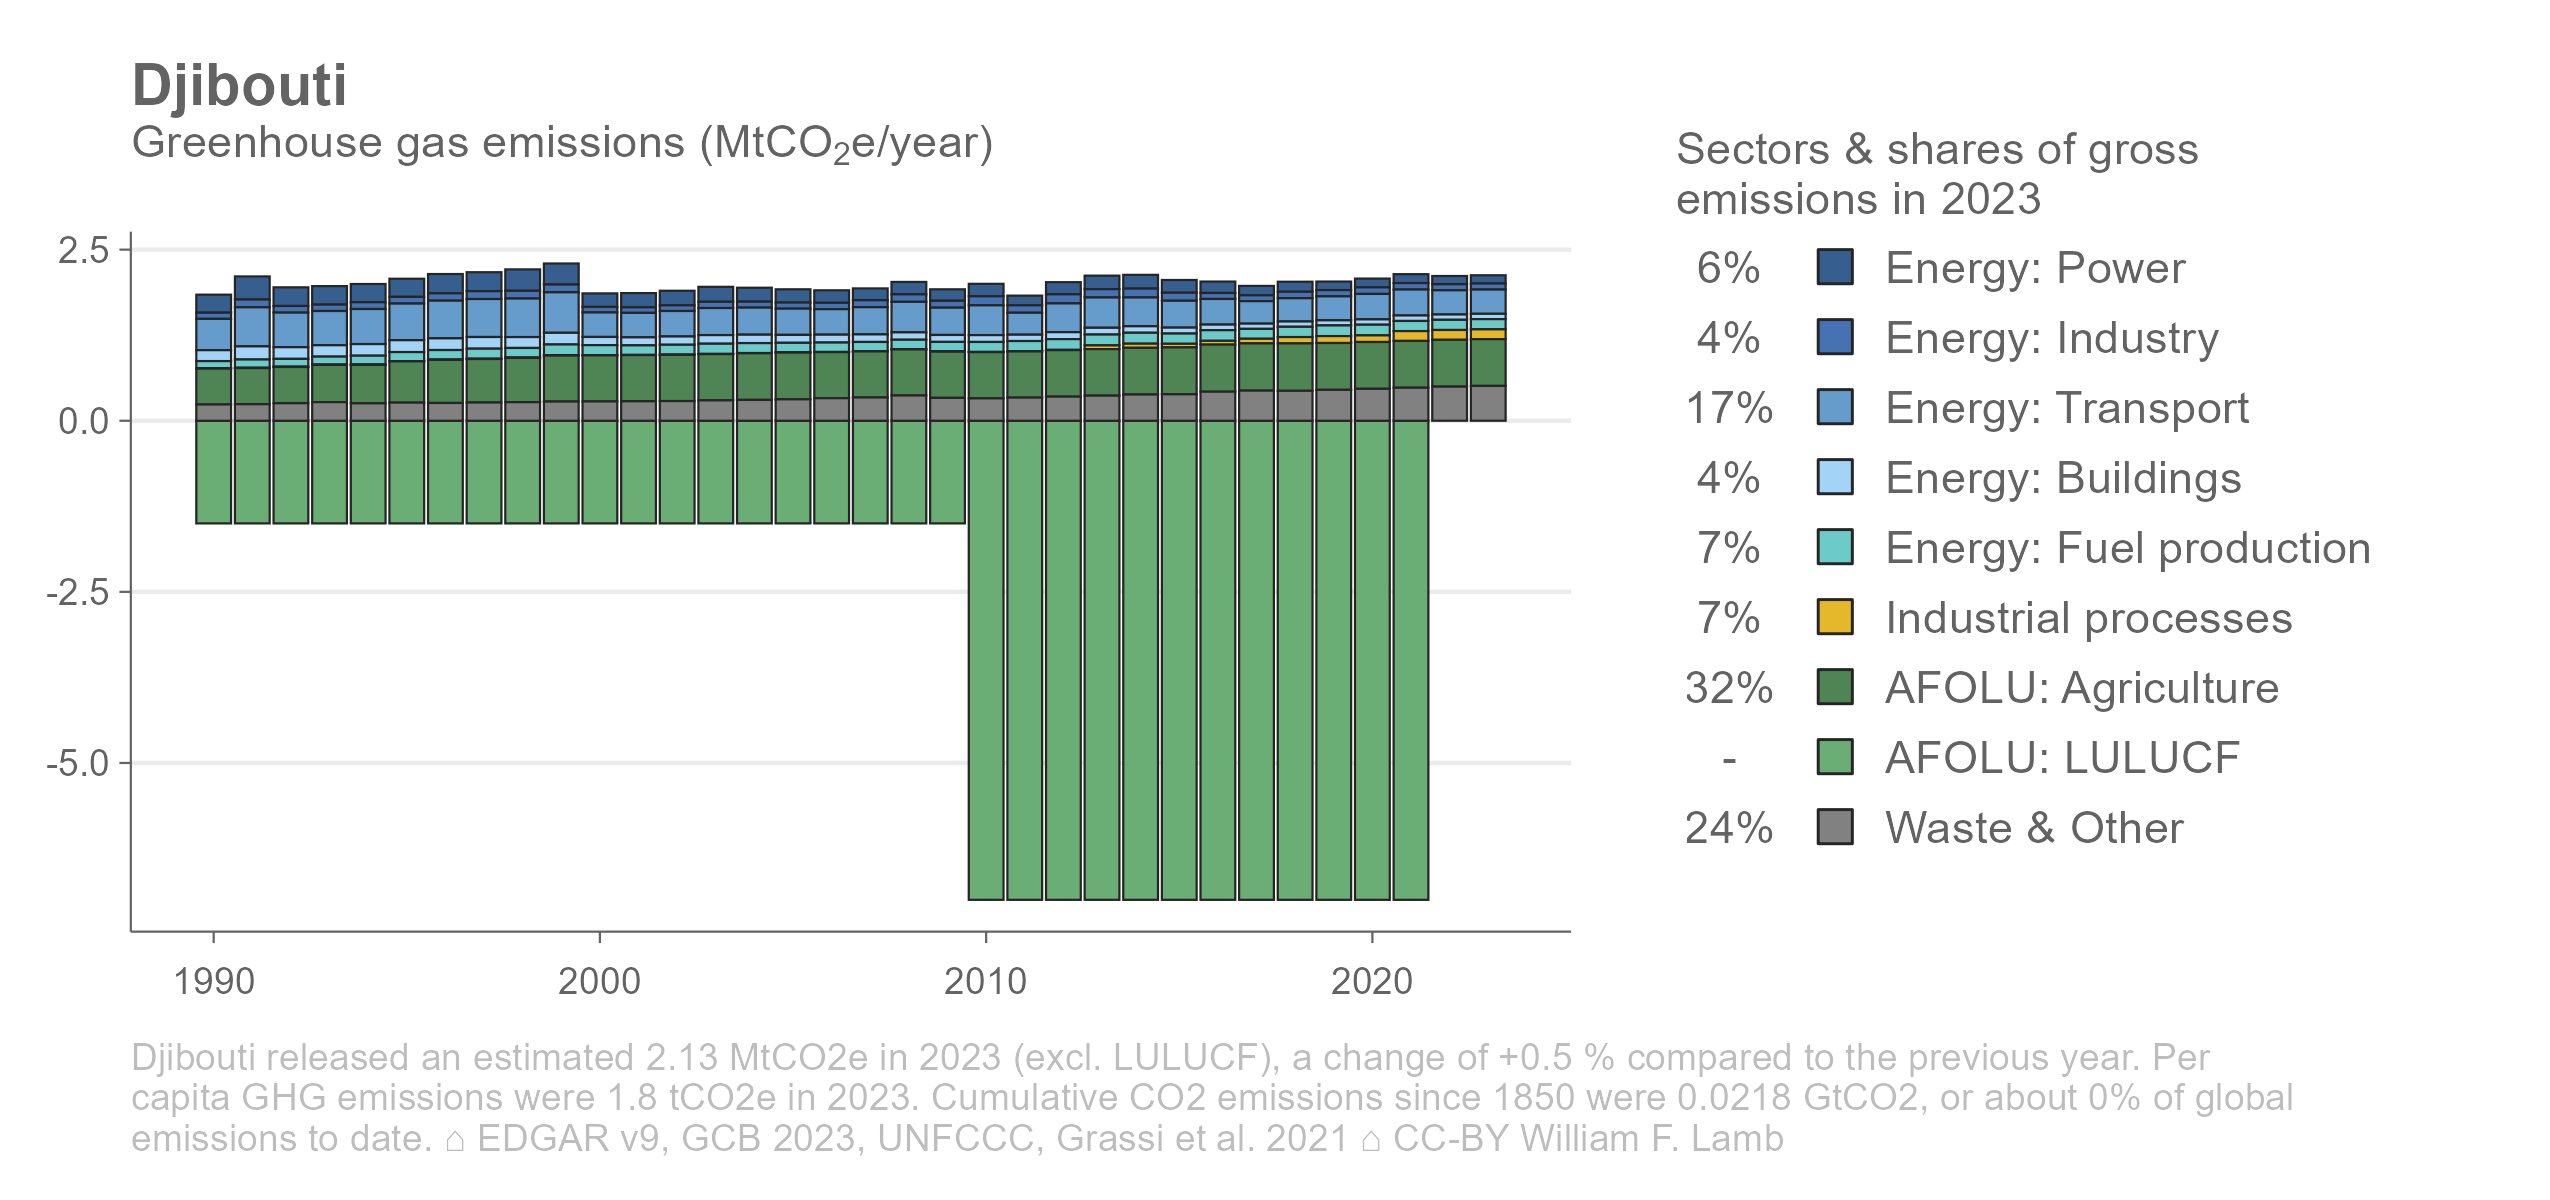 Djibouti
Greenhouse gas emissions (MtCO₂e/year)
Sectors & shares of gross
emissions in 2023
6% Energy: Power
4% Energy: Industry
17% Energy: Transport
4% Energy: Buildings
7% Energy: Fuel production
7% Industrial processes
32% AFOLU: Agriculture
- AFOLU: LULUCF
24% Waste & Other
2.5
0.0
-2.5
-5.0
1990 2000 2010 2020
Djibouti released an estimated 2.13 MtCO2e in 2023 (excl. LULUCF), a change of +0.5 % compared to the previous year. Per
capita GHG emissions were 1.8 tCO2e in 2023. Cumulative CO2 emissions since 1850 were 0.0218 GtCO2, or about 0% of global
emissions to date. ⌂ EDGAR v9, GCB 2023, UNFCCC, Grassi et al. 2021 ⌂ CC-BY William F. Lamb